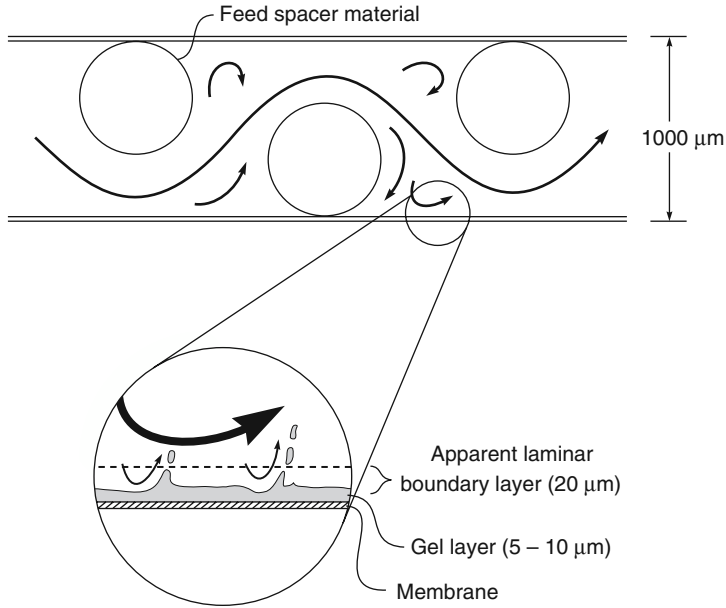 Feed spacer material
1000 μm
Apparent laminar
boundary layer (20 μm)
Gel layer (5 – 10 μm)
Membrane